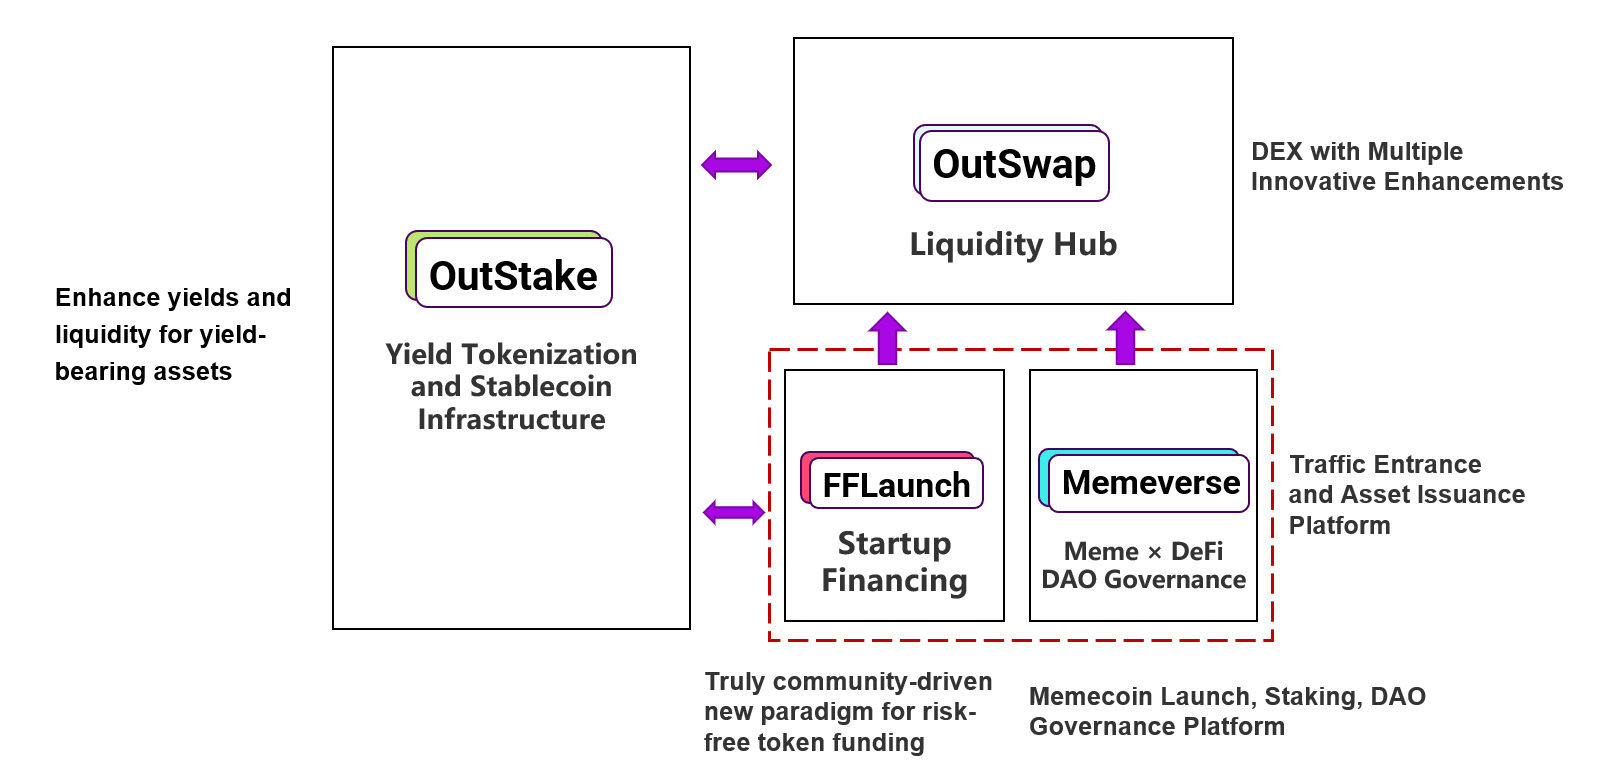 Enhance yields and
liquidity for yield-
bearing assets
OutStake
Yield Tokenization
and Stablecoin
Infrastructure
OutSwap
Liquidity Hub
DEX with Multiple
Innovative Enhancements
FFLaunch
Startup
Financing
Memeverse
Meme × DeFi
DAO Governance
Traffic Entrance
and Asset Issuance
Platform
Truly community-driven
new paradigm for risk-
free token funding
Memecoin Launch, Staking, DAO
Governance Platform